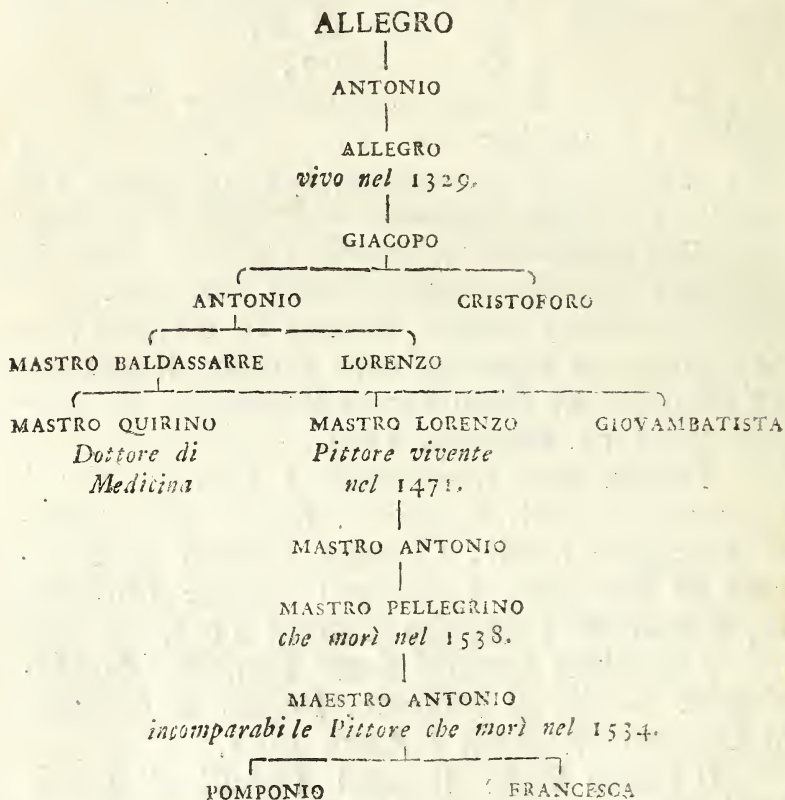 ALLEGRO
ANTONIO
ALLEGRO
vivo nel 1329.
GIACOPO
ANTONIO CRISTOFORO
MASTRO BALDASSARRE LORENZO
MASTRO QUIRINO MASTRO LORENZO GIOVAMBATISTA
Dottore di Pittore vivente
Medicina nel 1471.
MASTRO ANTONIO
MASTRO PELLEGRINO
che morì nel 1538.
MAESTRO ANTONIO
incomparabile Pittore che morì nel 1534.
POMPONIO FRANCESCA